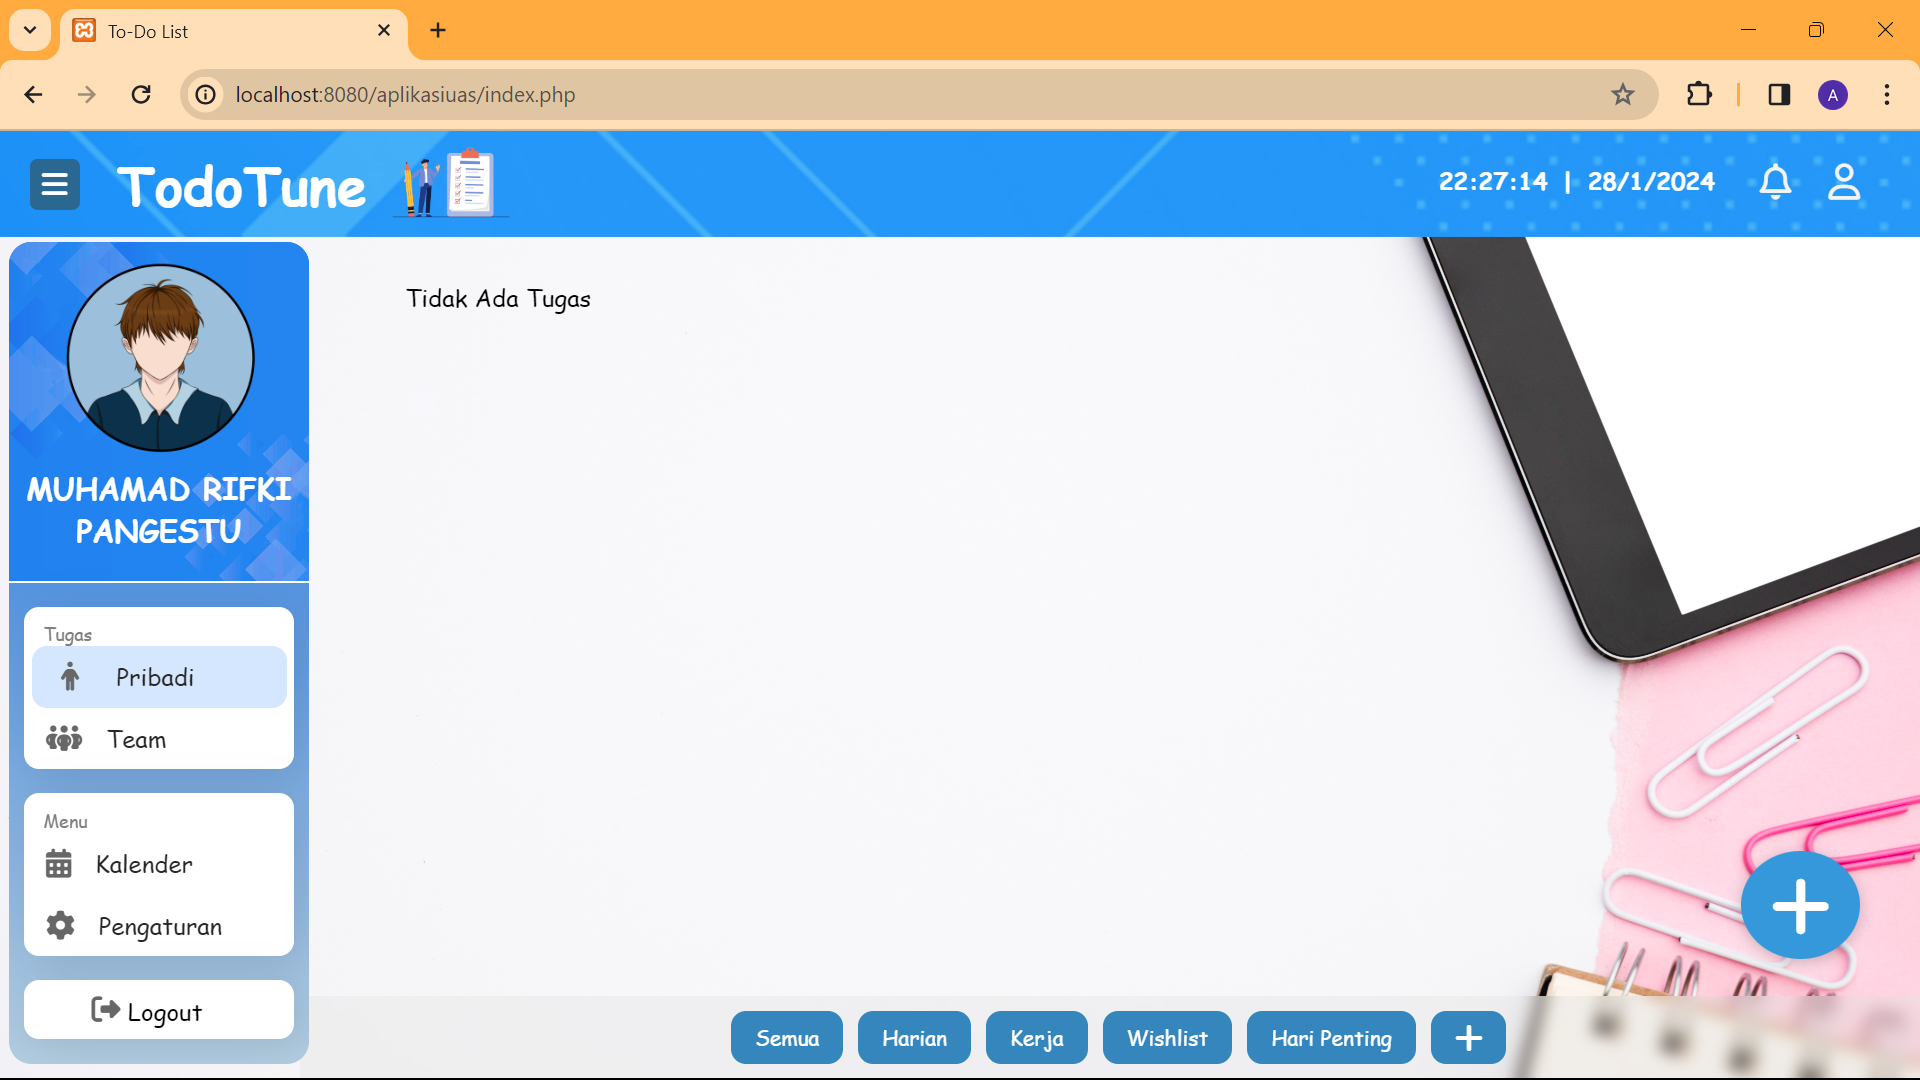 To-Do List
localhost:8080/aplikasiuas/index.php
A
TodoTune
22:27:14 | 28/1/2024
MUHAMAD RIFKI
PANGESTU
Tidak Ada Tugas
Tugas
Pribadi
Team
Menu
Kalender
Pengaturan
Logout
Semua
Harian
Kerja
Wishlist
Hari Penting